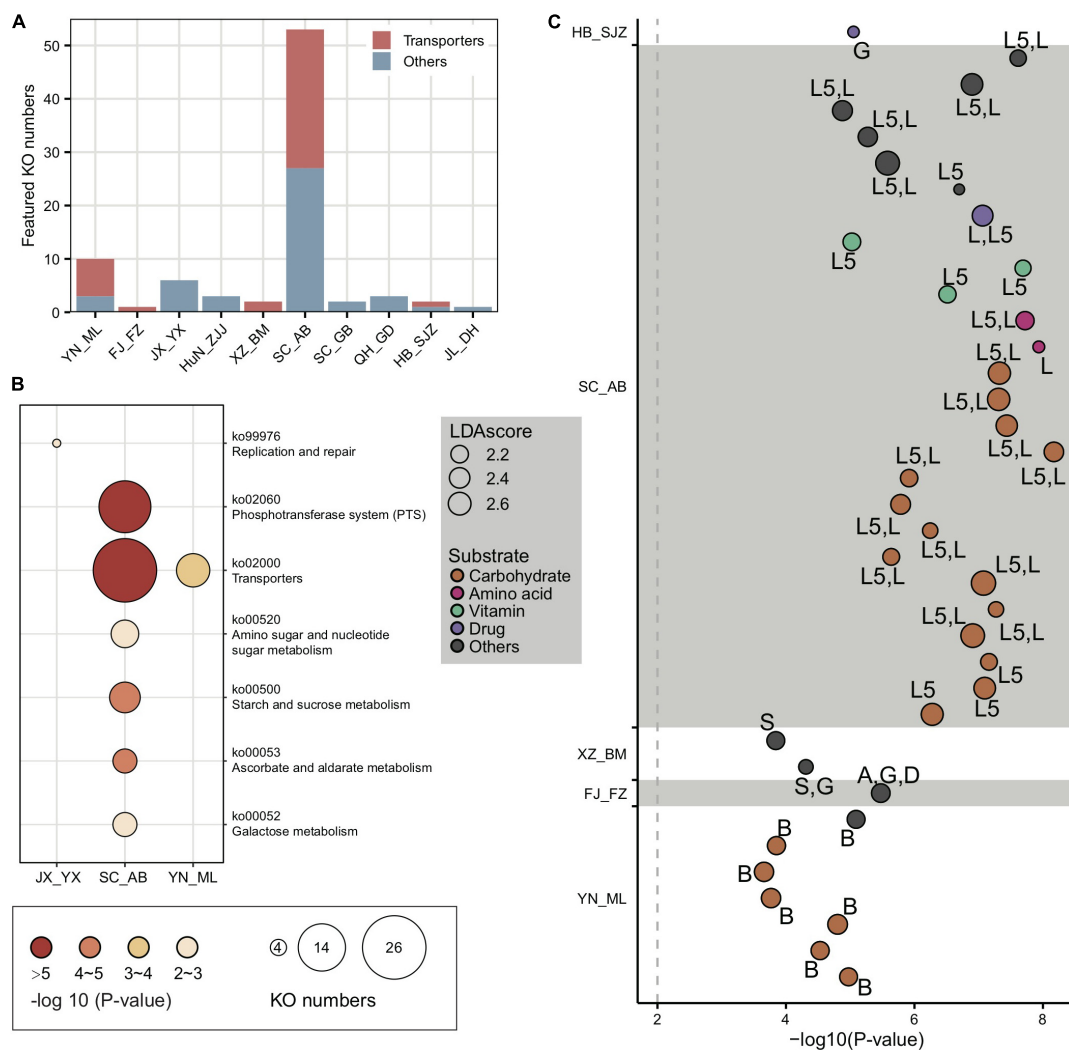 A
Featured KO numbers
50
40
30
20
10
0
Transporters
Others
YN_ML
FJ_FZ
JX_YX
HuN_ZJJ
XZ_BM
SC_AB
SC_GB
QH_GD
HB_SJZ
JL_DH
B
ko99976
Replication and repair
ko02060
Phosphotransferase system (PTS)
ko02000
Transporters
ko00520
Amino sugar and nucleotide
sugar metabolism
ko00500
Starch and sucrose metabolism
ko00053
Ascorbate and aldarate metabolism
ko00052
Galactose metabolism
JX_YX
SC_AB
YN_ML
>5
4~5
3~4
2~3
-log 10 (P-value)
4
14
26
KO numbers
LDAscore
2.2
2.4
2.6
Substrate
Carbohydrate
Amino acid
Vitamin
Drug
Others
C
HB_SJZ
SC_AB
XZ_BM
FJ_FZ
YN_ML
G
L5,L
L5,L
L5,L
L5,L
L5,L
L5
L,L5
L5
L5
L5
L5,L
L
L5,L
L5,L
L5,L
L5,L
L5,L
L5,L
L5,L
L5,L
L5,L
L5,L
L5,L
L5
L5
L5
S
S,G
A,G,D
B
B
B
B
B
B
B
2
4
6
8
−log10(P-value)